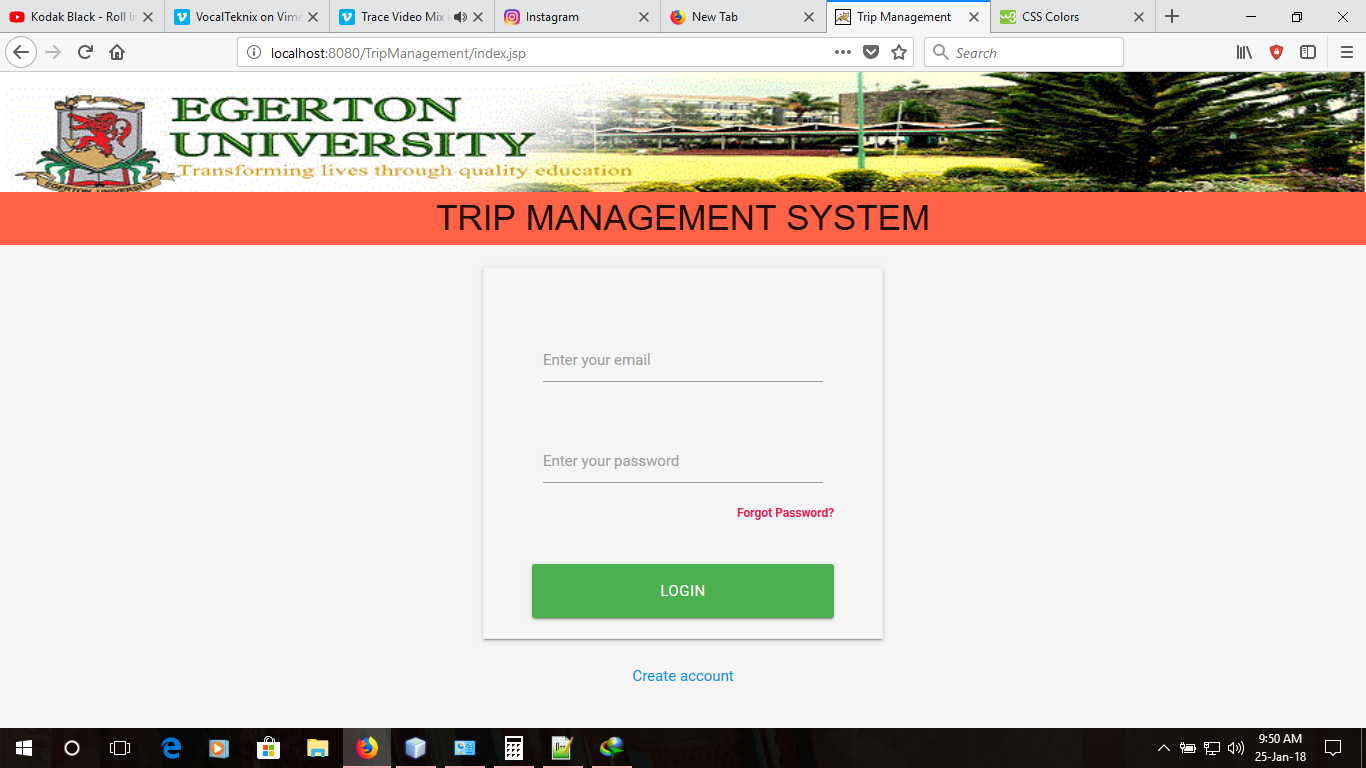 Kodak Black - Roll In
VocalTeknix on Vime
Trace Video Mix
Instagram
New Tab
Trip Management
CSS Colors
localhost:8080/TripManagement/index.jsp
Search
EGERTON
UNIVERSITY
Transforming lives through quality education
EGERTON UNIVERSITY
TRIP MANAGEMENT SYSTEM
Enter your email
Enter your password
Forgot Password?
LOGIN
Create account
9:50 AM
25-Jan-18